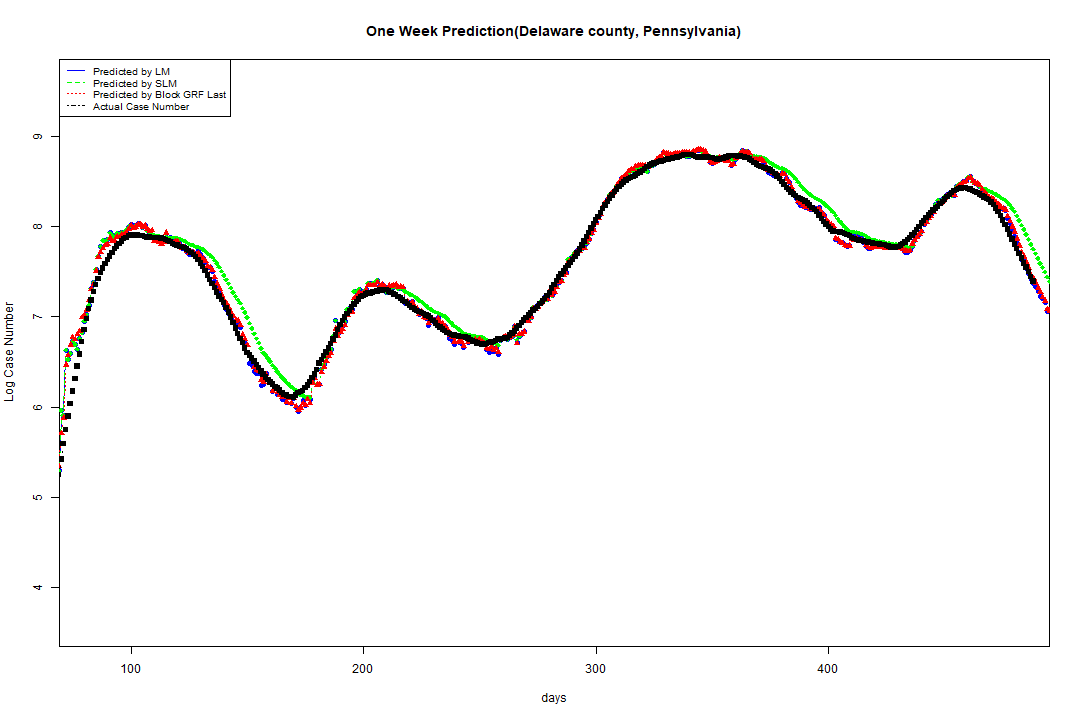 One Week Prediction(Delaware county, Pennsylvania)
Predicted by LM
Predicted by SLM
Predicted by Block GRF Last
Actual Case Number
9
8
7
6
5
4
Log Case Number
100 200 300 400
days